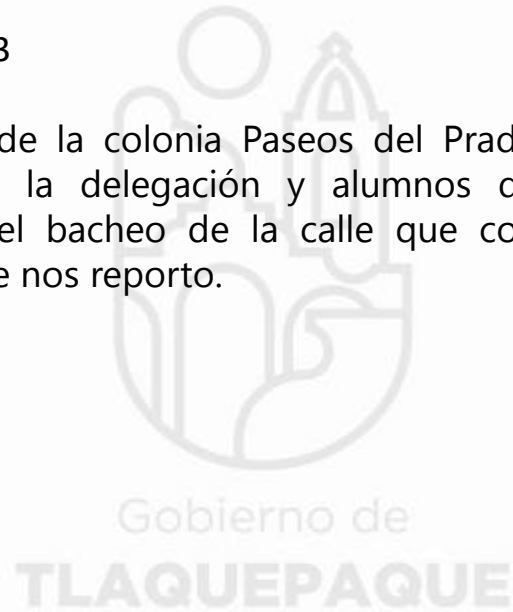 3
de la colonia Paseos del Prad
la delegación y alumnos
el bacheo de la calle que co
e nos reporto.
Gobierno de
TLAQUEPAQUE